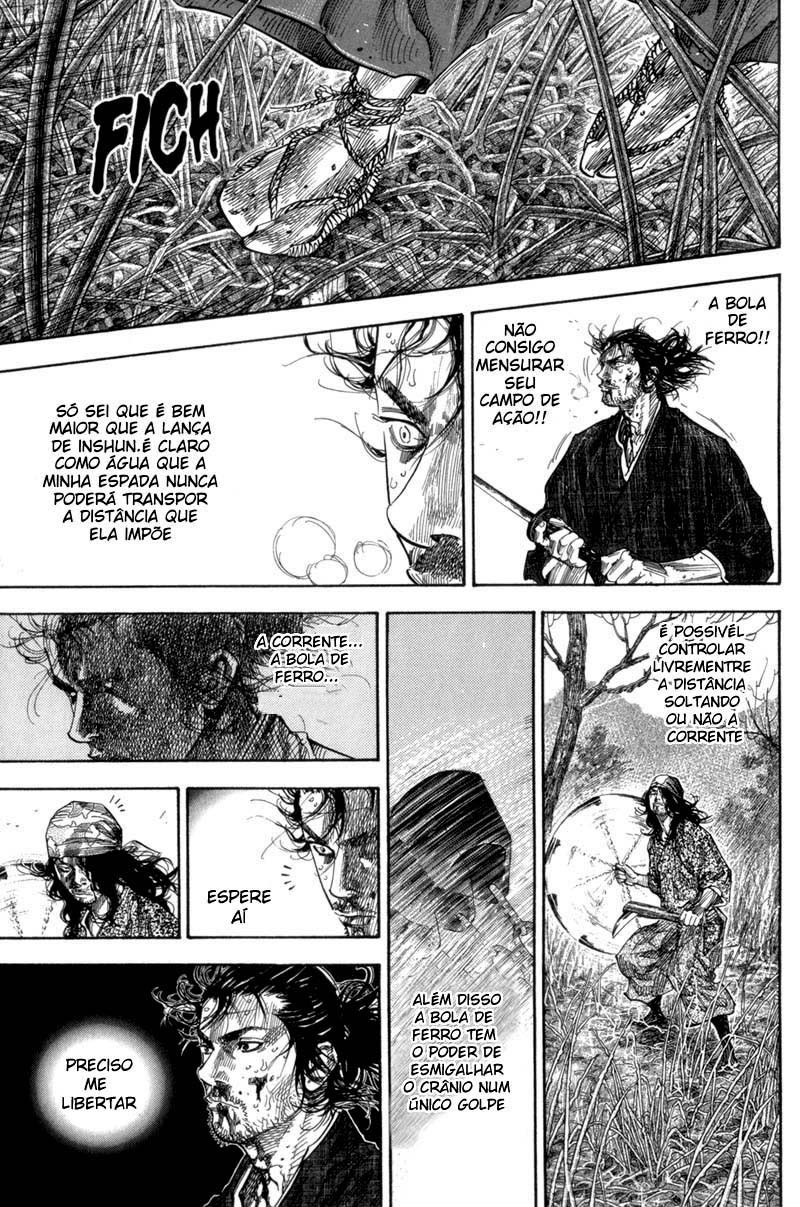 FICH
A BOLA
DE
FERRO!!
NÃO
CONSIGO
MENSURAR
SEU
CAMPO DE
AÇÃO!!
SÓ SEI QUE É BEM
MAIOR QUE A LANÇA
DE INSHUN.É CLARO
COMO ÁGUA QUE A
MINHA ESPADA NUNCA
PODERÁ TRANSPOR
A DISTÂNCIA QUE
ELA IMPÕE
É POSSIVÉL
CONTROLAR
LIVREMENTRE
A DISTÂNCIA
SOLTANDO
OU NÃO A
CORRENTE
ALÉM DISSO
A BOLA DE
FERRO TEM
O PODER DE
ESMIGALHAR
O CRÂNIO NUM
ÚNICO GOLPE
A CORRENTE...
A BOLA DE
FERRO...
ESPERE
AÍ
PRECISO
ME
LIBERTAR